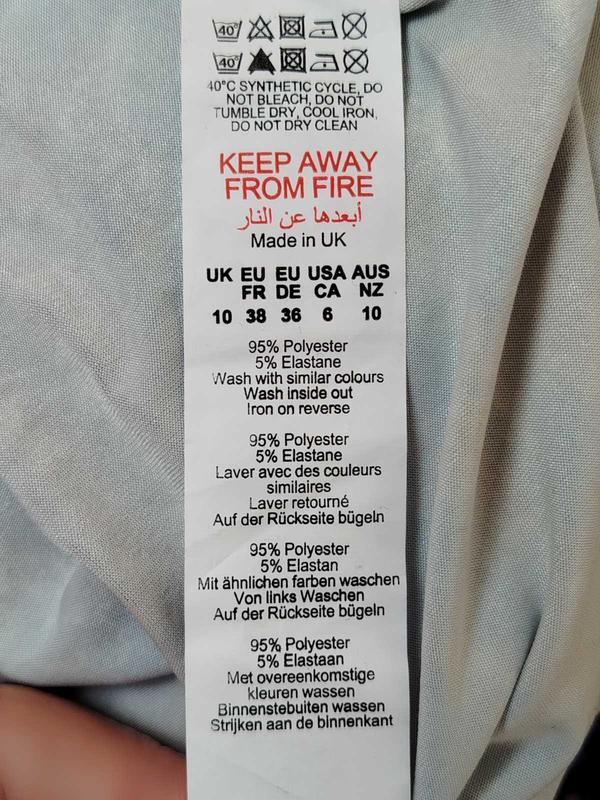 40°
40°
40°C SYNTHETIC CYCLE, DO
NOT BLEACH, DO NOT
TUMBLE DRY, COOL IRON,
DO NOT DRY CLEAN
KEEP AWAY
FROM FIRE
أبعدها عن النار
Made in UK
UK EU EU USA AUS
FR DE CA NZ
10 38 36 6 10
95% Polyester
5% Elastane
Wash with similar colours
Wash inside out
Iron on reverse
95% Polyester
5% Elastane
Laver avec des couleurs
similaires
Laver retourné
Auf der Rückseite bügeln
95% Polyester
5% Elastan
Mit ähnlichen farben waschen
Von links Waschen
Auf der Rückseite bügeln
95% Polyester
5% Elastaan
Met overeenkomstige
kleuren wassen
Binnenstebuiten wassen
Strijken aan de binnenkant